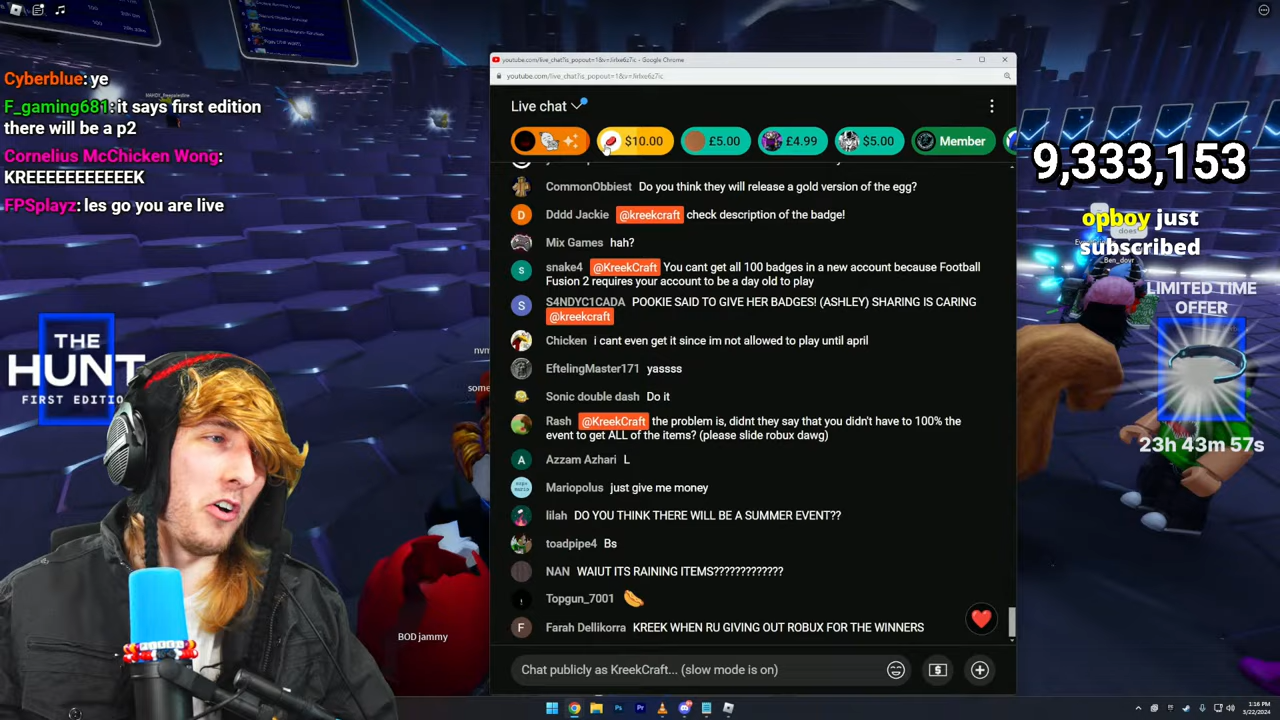 Cyberblue: ye
F_gaming681: it says first edition
there will be a p2
Cornelius McChicken Wong:
KREEEEEEEEEEK
FPSplayz: les go you are live
THE
HUNT
FIRST EDITIO
nvm
some
BOD jammy
Live chat
$10.00
£5.00
£4.99
$5.00
Member
CommonObbiest Do you think they will release a gold version of the egg?
Dddd Jackie @kreekcraft check description of the badge!
Mix Games hah?
snake4 @KreekCraft You cant get all 100 badges in a new account because Football
Fusion 2 requires your account to be a day old to play
S4NDYC1CADA POOKIE SAID TO GIVE HER BADGES! (ASHLEY) SHARING IS CARING
@kreekcraft
Chicken i cant even get it since im not allowed to play until april
EftelingMaster171 yassss
Sonic double dash Do it
Rash @KreekCraft the problem is, didnt they say that you didn't have to 100% the
event to get ALL of the items? (please slide robux dawg)
Azzam Azhari L
Mariopolus just give me money
lilah DO YOU THINK THERE WILL BE A SUMMER EVENT??
toadpipe4 Bs
NAN WAIUT ITS RAINING ITEMS?????????????
Topgun_7001
Farah Dellikorra KREEK WHEN RU GIVING OUT ROBUX FOR THE WINNERS
Chat publicly as KreekCraft... (slow mode is on)
9,333,153
opboy just
subscribed
does
LIMITED TIME
OFFER
23h 43m 57s
1:16 PM
3/22/2024